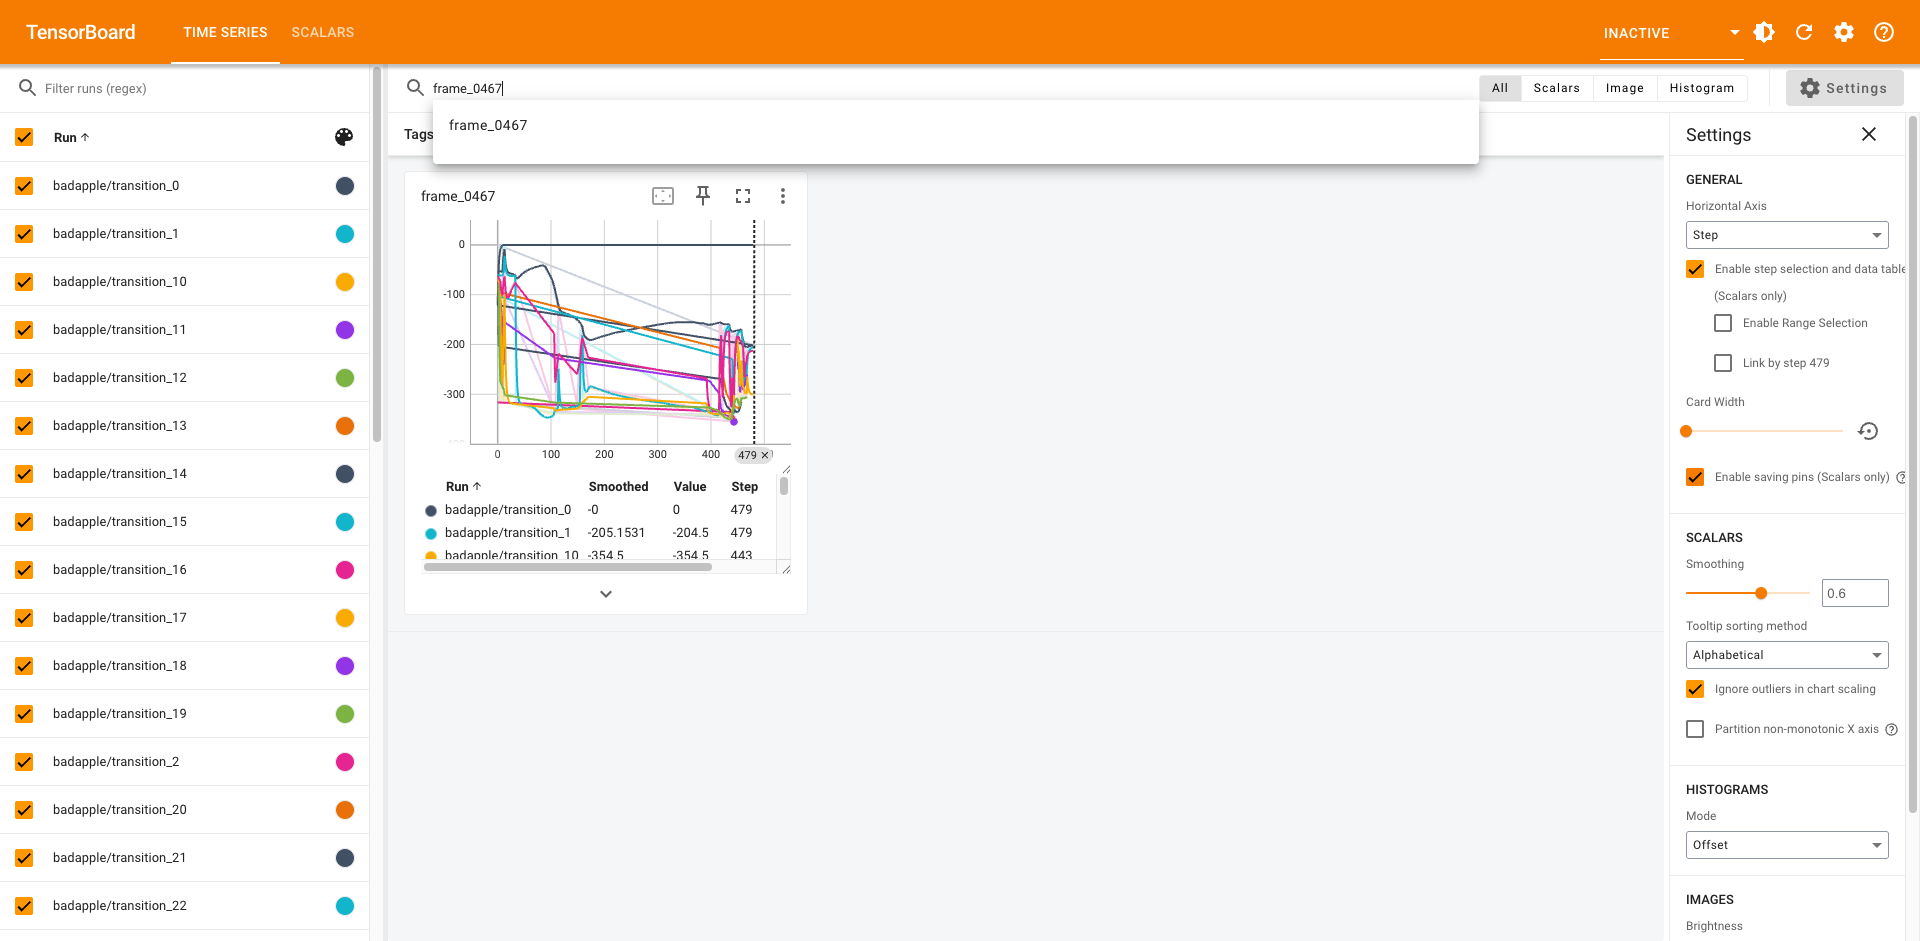 TensorBoard
TIME SERIES
SCALARS
INACTIVE
Filter runs (regex)
frame_0467
All
Scalars
Image
Histogram
Settings
frame_0467
Run
Tags
Settings
badapple/transition_0
badapple/transition_1
badapple/transition_10
badapple/transition_11
badapple/transition_12
badapple/transition_13
badapple/transition_14
badapple/transition_15
badapple/transition_16
badapple/transition_17
badapple/transition_18
badapple/transition_19
badapple/transition_2
badapple/transition_20
badapple/transition_21
badapple/transition_22
frame_0467
0
-100
-200
-300
0 100 200 300 400 479
Run Smoothed Value Step
badapple/transition_0 -0 0 479
badapple/transition_1 -205.1531 -204.5 479
badapple/transition_10 -354.5 -354.5 443
GENERAL
Horizontal Axis
Step
Enable step selection and data table
(Scalars only)
Enable Range Selection
Link by step 479
Card Width
Enable saving pins (Scalars only)
SCALARS
Smoothing
0.6
Tooltip sorting method
Alphabetical
Ignore outliers in chart scaling
Partition non-monotonic X axis
HISTOGRAMS
Mode
Offset
IMAGES
Brightness